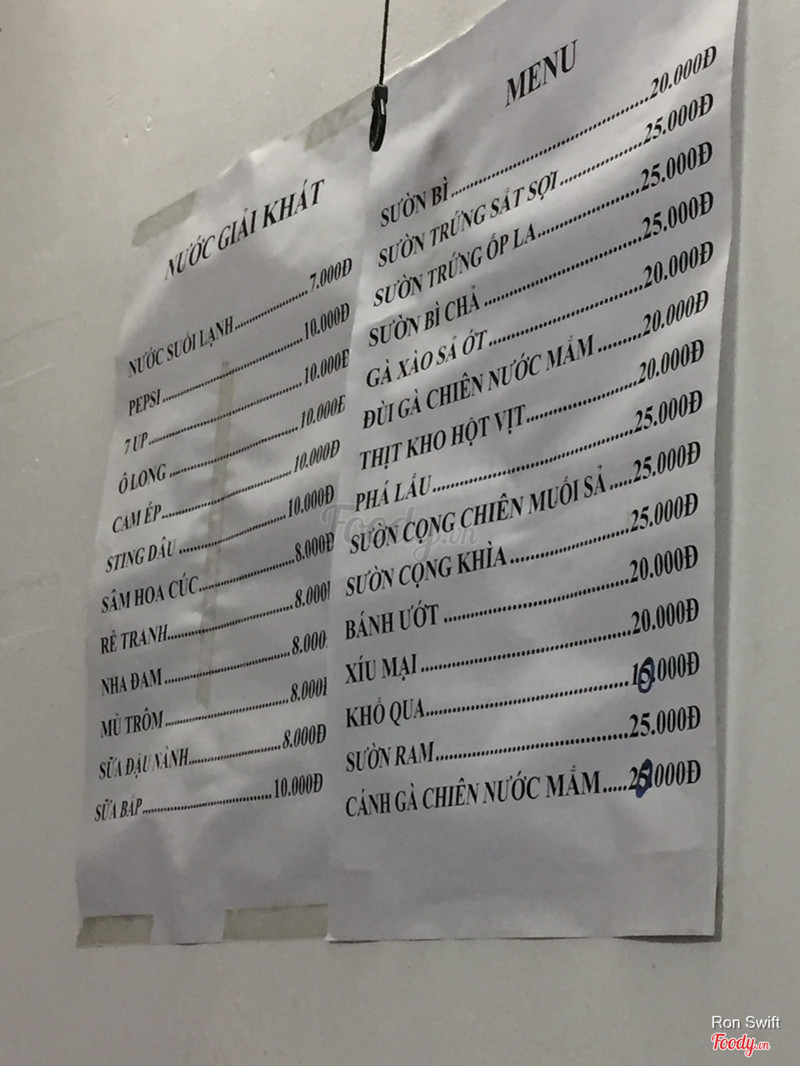 NƯỚC GIẢI KHÁT
NƯỚC SUỐI LẠNH..........7.000Đ
PEPSI..........10.000Đ
7 UP..........10.000Đ
Ô LONG..........10.000Đ
CAM ÉP..........10.000Đ
STING DÂU..........10.000Đ
SÂM HOA CÚC..........8.000Đ
RẺ TRANH..........8.000
NHA ĐAM..........8.000
MỦ TRÔM..........8.000
SỮA ĐẬU NÀNH..........8.000Đ
SỮA BẮP..........10.000Đ
MENU
SƯỜN BÌ..........20.000Đ
SƯỜN TRỨNG SẮT SỢI..........25.000Đ
SƯỜN TRỨNG ỐP LA..........25.000Đ
SƯỜN BÌ CHẢ..........25.000Đ
GÀ XÀO SẢ ỚT..........20.000Đ
ĐÙI GÀ CHIÊN NƯỚC MẮM..........20.000Đ
THỊT KHO HỘT VỊT..........20.000Đ
PHÁ LẤU..........25.000Đ
SƯỜN CỌNG CHIÊN MUỐI SẢ.....25.000Đ
SƯỜN CỌNG KHÌA..........25.000Đ
BÁNH ƯỚT..........20.000Đ
XÍU MẠI..........20.000Đ
KHỔ QUA..........15.000Đ
SƯỜN RAM..........25.000Đ
CÁNH GÀ CHIÊN NƯỚC MẮM.....25.000Đ
Foody.vn
Ron Swift
Foody.vn